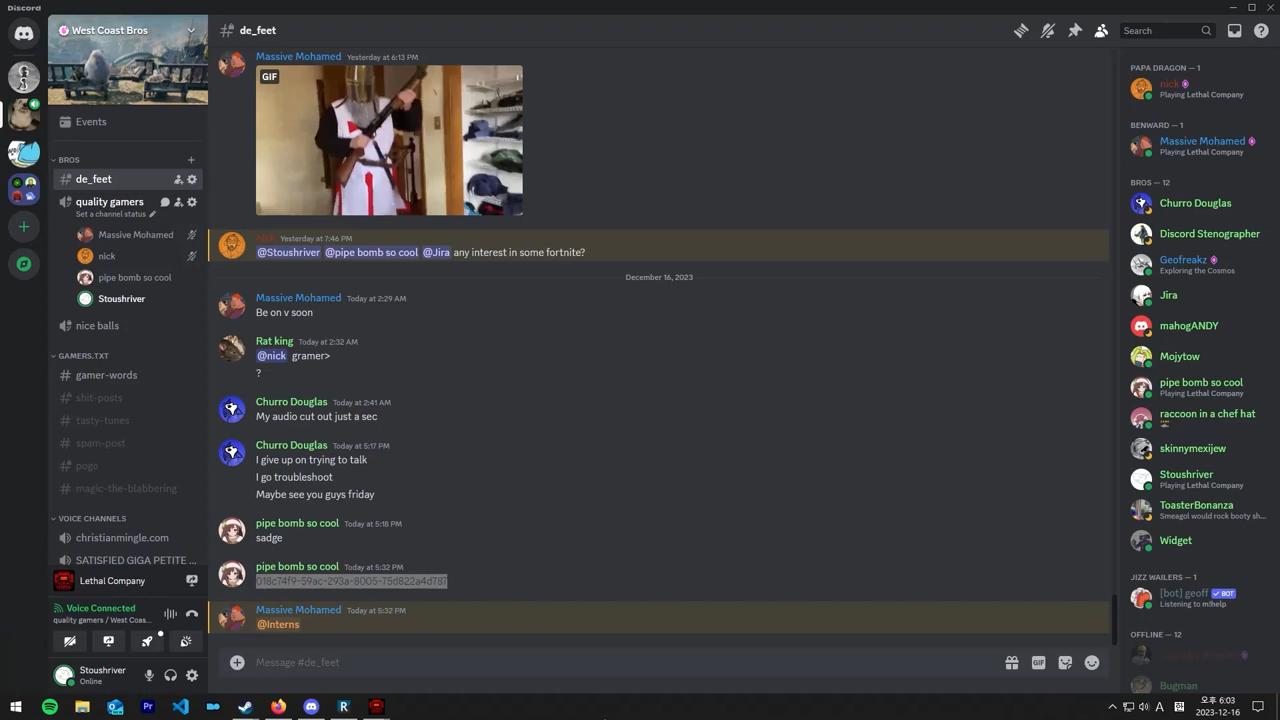 Discord
West Coast Bros
Events
BROS
de_feet
quality gamers
Set a channel status
Massive Mohamed
nick
pipe bomb so cool
Stoushriver
nice balls
GAMERS.TXT
gamer-words
shit-posts
tasty-tunes
spam-post
pogo
magic-the-blabbering
VOICE CHANNELS
christianmingle.com
SATISFIED GIGA PETITE ...
Lethal Company
Voice Connected
quality gamers / West Coas...
Stoushriver
Online
de_feet
Search
Massive Mohamed Yesterday at 6:13 PM
GIF
nick Yesterday at 7:46 PM
@Stoushriver @pipe bomb so cool @Jira any interest in some fortnite?
December 16, 2023
Massive Mohamed Today at 2:29 AM
Be on v soon
Rat king Today at 2:32 AM
@nick gramer>
?
Churro Douglas Today at 2:41 AM
My audio cut out just a sec
Churro Douglas Today at 5:17 PM
I give up on trying to talk
I go troubleshoot
Maybe see you guys friday
pipe bomb so cool Today at 5:18 PM
sadge
pipe bomb so cool Today at 5:32 PM
018c74f9-59ac-293a-8005-75d822a4d787
Massive Mohamed Today at 5:32 PM
@Interns
Message #de_feet
GIF
PAPA DRAGON — 1
nick
Playing Lethal Company
BENWARD — 1
Massive Mohamed
Playing Lethal Company
BROS — 12
Churro Douglas
Discord Stenographer
Geofreakz
Exploring the Cosmos
Jira
mahogANDY
Mojytow
pipe bomb so cool
Playing Lethal Company
raccoon in a chef hat
skinnymexijew
Stoushriver
Playing Lethal Company
ToasterBonanza
Smeagol would rock booty sh...
Widget
JIZZ WAILERS — 1
[bot] geoff BOT
Listening to m!help
OFFLINE — 12
Bugman
Pr
A
오후 6:03
2023-12-16